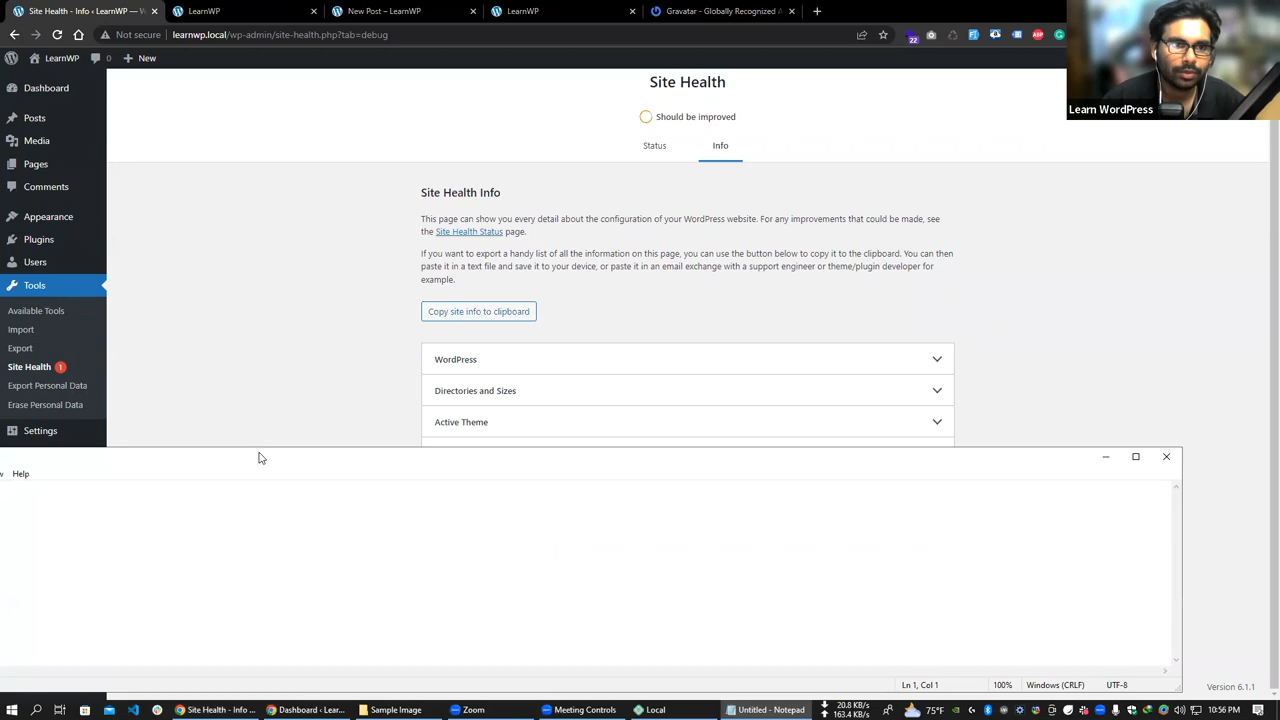 Site Health - Info ‹ LearnWP — W
LearnWP
New Post – LearnWP
LearnWP
Gravatar - Globally Recognized A
Not secure
learnwp.local/wp-admin/site-health.php?tab=debug
22
LearnWP
0
New
Learn WordPress
Dashboard
Posts
Media
Pages
Comments
Appearance
Plugins
Users
Tools
Available Tools
Import
Export
Site Health 1
Export Personal Data
Erase Personal Data
Settings
Site Health
Should be improved
Status
Info
Site Health Info
This page can show you every detail about the configuration of your WordPress website. For any improvements that could be made, see
the Site Health Status page.
If you want to export a handy list of all the information on this page, you can use the button below to copy it to the clipboard. You can then
paste it in a text file and save it to your device, or paste it in an email exchange with a support engineer or theme/plugin developer for
example.
Copy site info to clipboard
WordPress
Directories and Sizes
Active Theme
Help
Ln 1, Col 1
100%
Windows (CRLF)
UTF-8
Version 6.1.1
Site Health - Info ...
Dashboard ‹ Lear...
Sample Image
Zoom
Meeting Controls
Local
Untitled - Notepad
20.8 KB/s
163.4 KB/s
75°F
10:56 PM